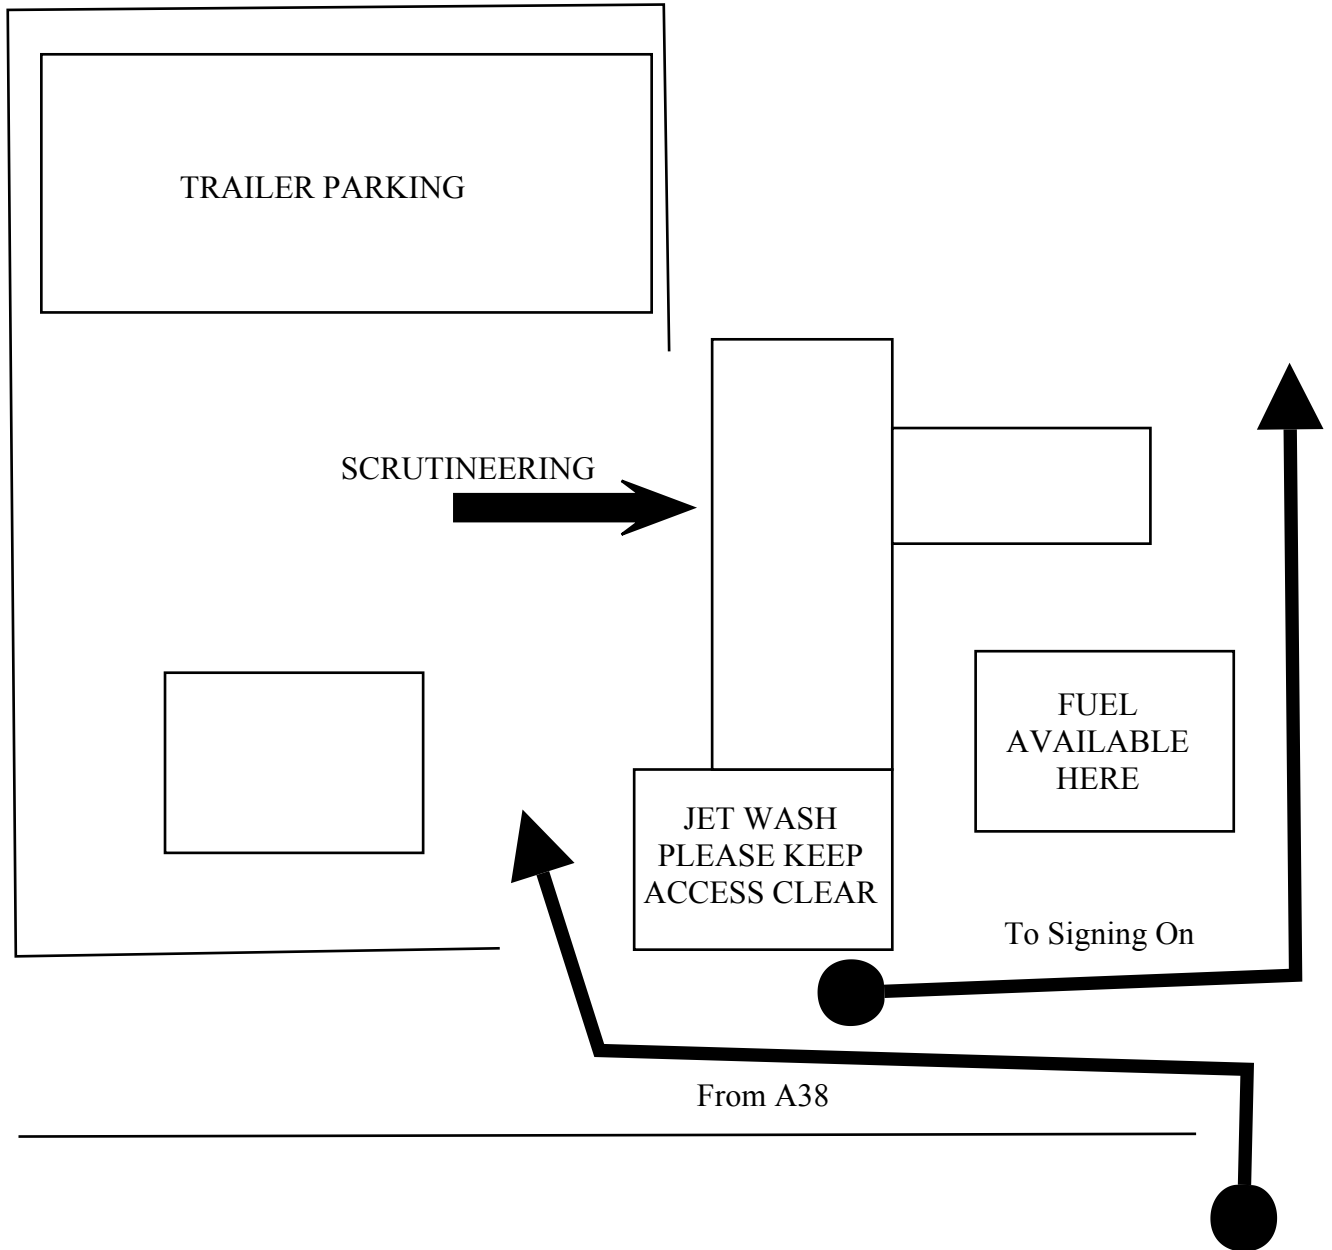 TRAILER PARKING
SCRUTINEERING
FUEL
AVAILABLE
HERE
JET WASH
PLEASE KEEP
ACCESS CLEAR
To Signing On
From A38